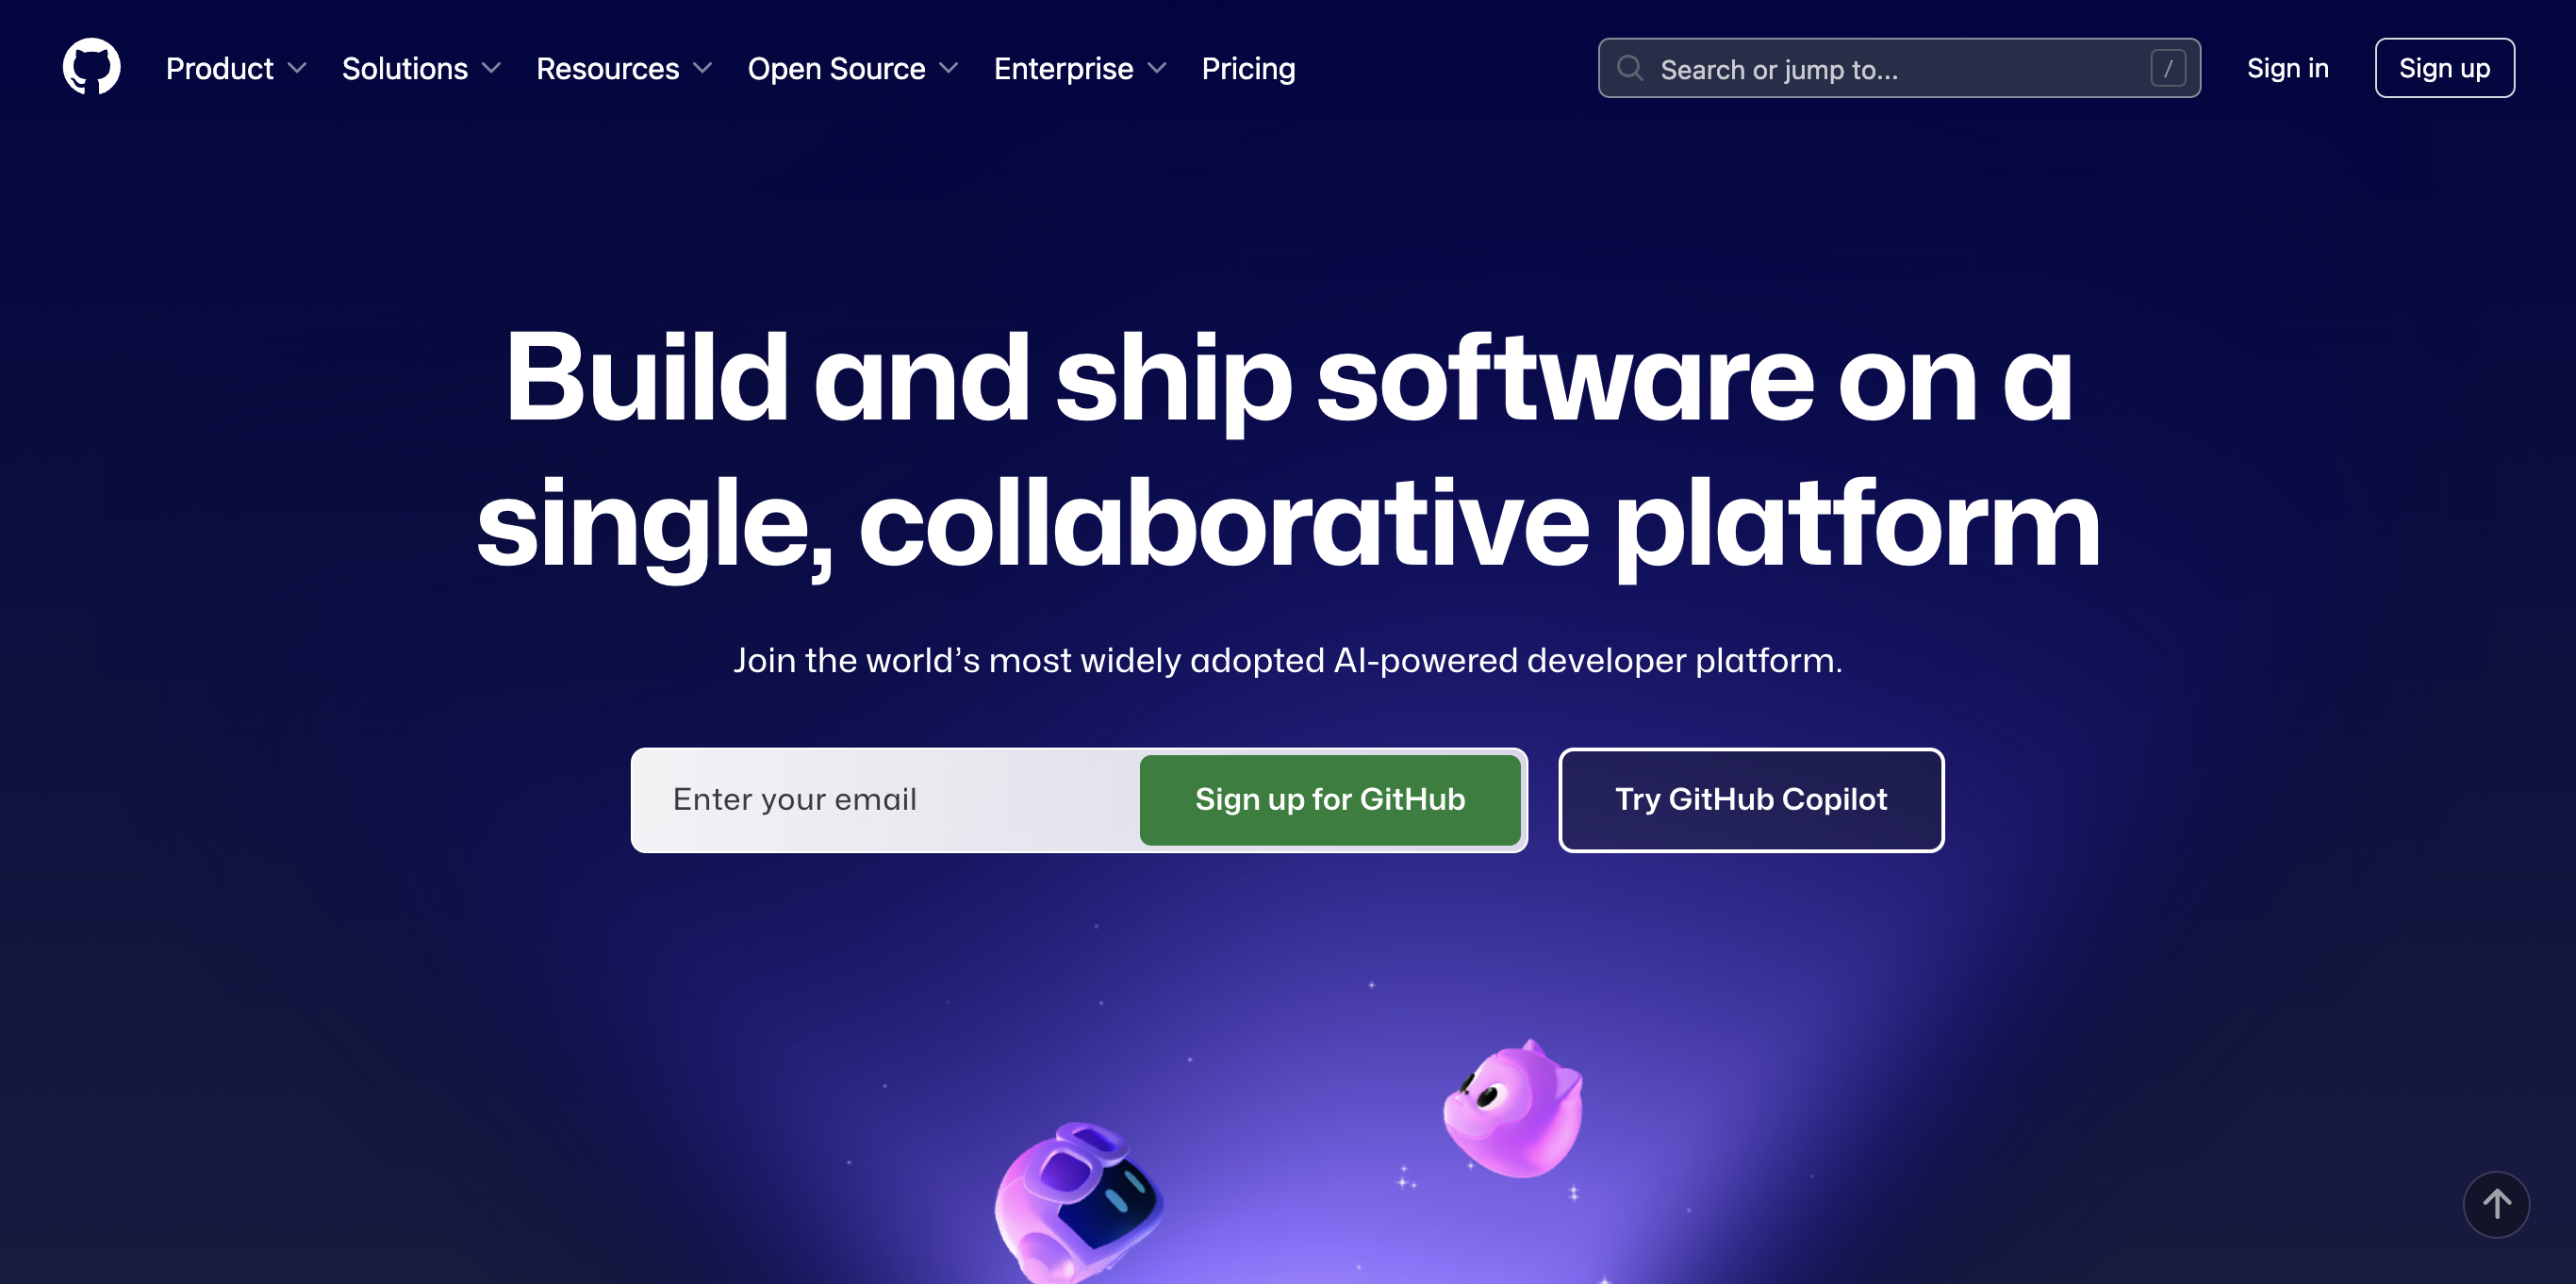 Product
Solutions
Resources
Open Source
Enterprise
Pricing
Search or jump to...
/
Sign in
Sign up
Build and ship software on a
single, collaborative platform
Join the world’s most widely adopted AI-powered developer platform.
Enter your email
Sign up for GitHub
Try GitHub Copilot